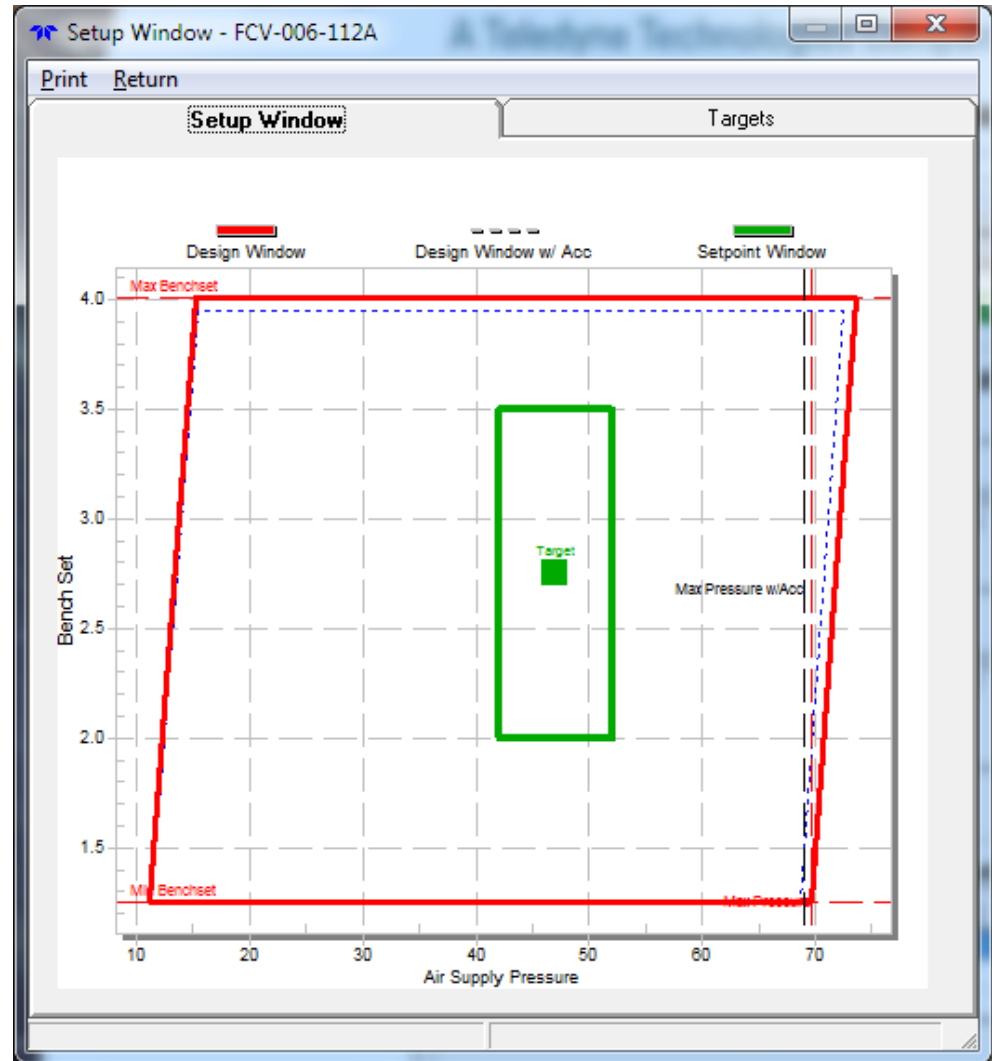 Setup Window - FCV-006-112A
A Teledyne Technolog
Print Return
Setup Window Targets
Design Window Design Window w/ Acc Setpoint Window
Max Benchset
4.0
3.5
3.0
Target
Max Pressure w/Acc
Bench Set
2.5
2.0
1.5
Min Benchset
Max Pressure
10 20 30 40 50 60 70
Air Supply Pressure